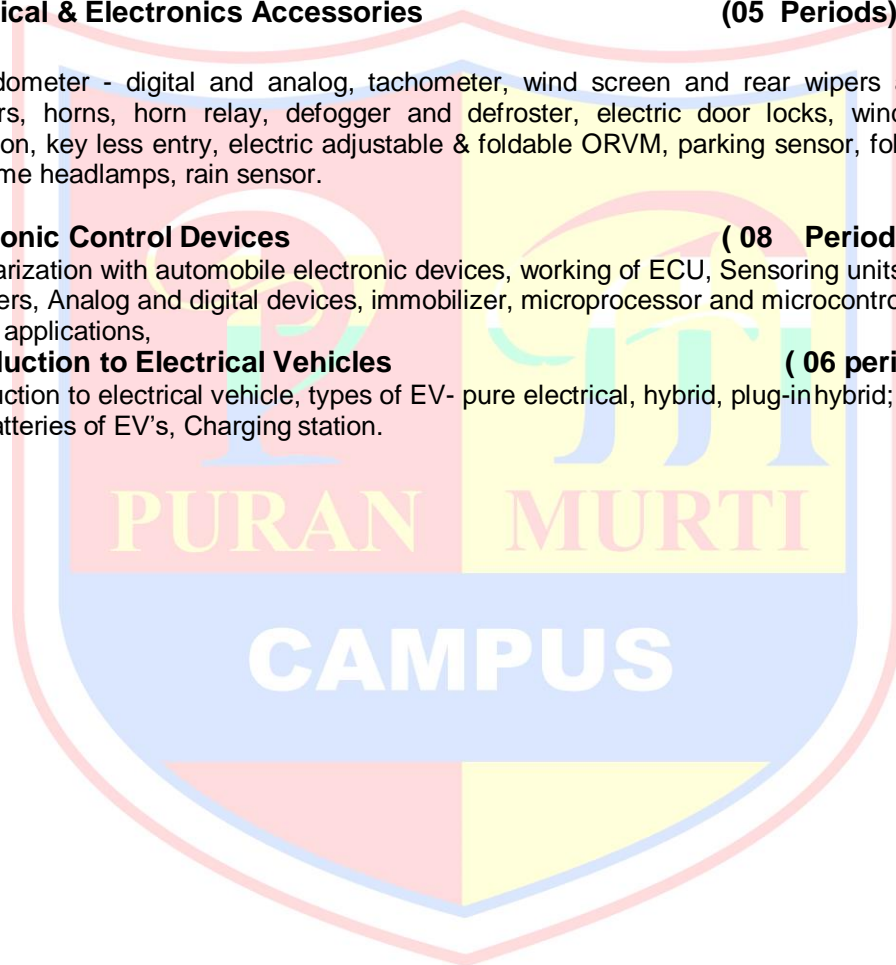 ical & Electronics Accessories (05 Periods)
dometer - digital and analog, tachometer, wind screen and rear wipers
rs, horns, horn relay, defogger and defroster, electric door locks, wind
on, key less entry, electric adjustable & foldable ORVM, parking sensor, fol
me headlamps, rain sensor.
onic Control Devices ( 08 Period
arization with automobile electronic devices, working of ECU, Sensoring units
ers, Analog and digital devices, immobilizer, microprocessor and microcontro
applications,
uction to Electrical Vehicles ( 06 peri
uction to electrical vehicle, types of EV- pure electrical, hybrid, plug-inhybrid;
atteries of EV's, Charging station.
PURAN MURTI
CAMPUS